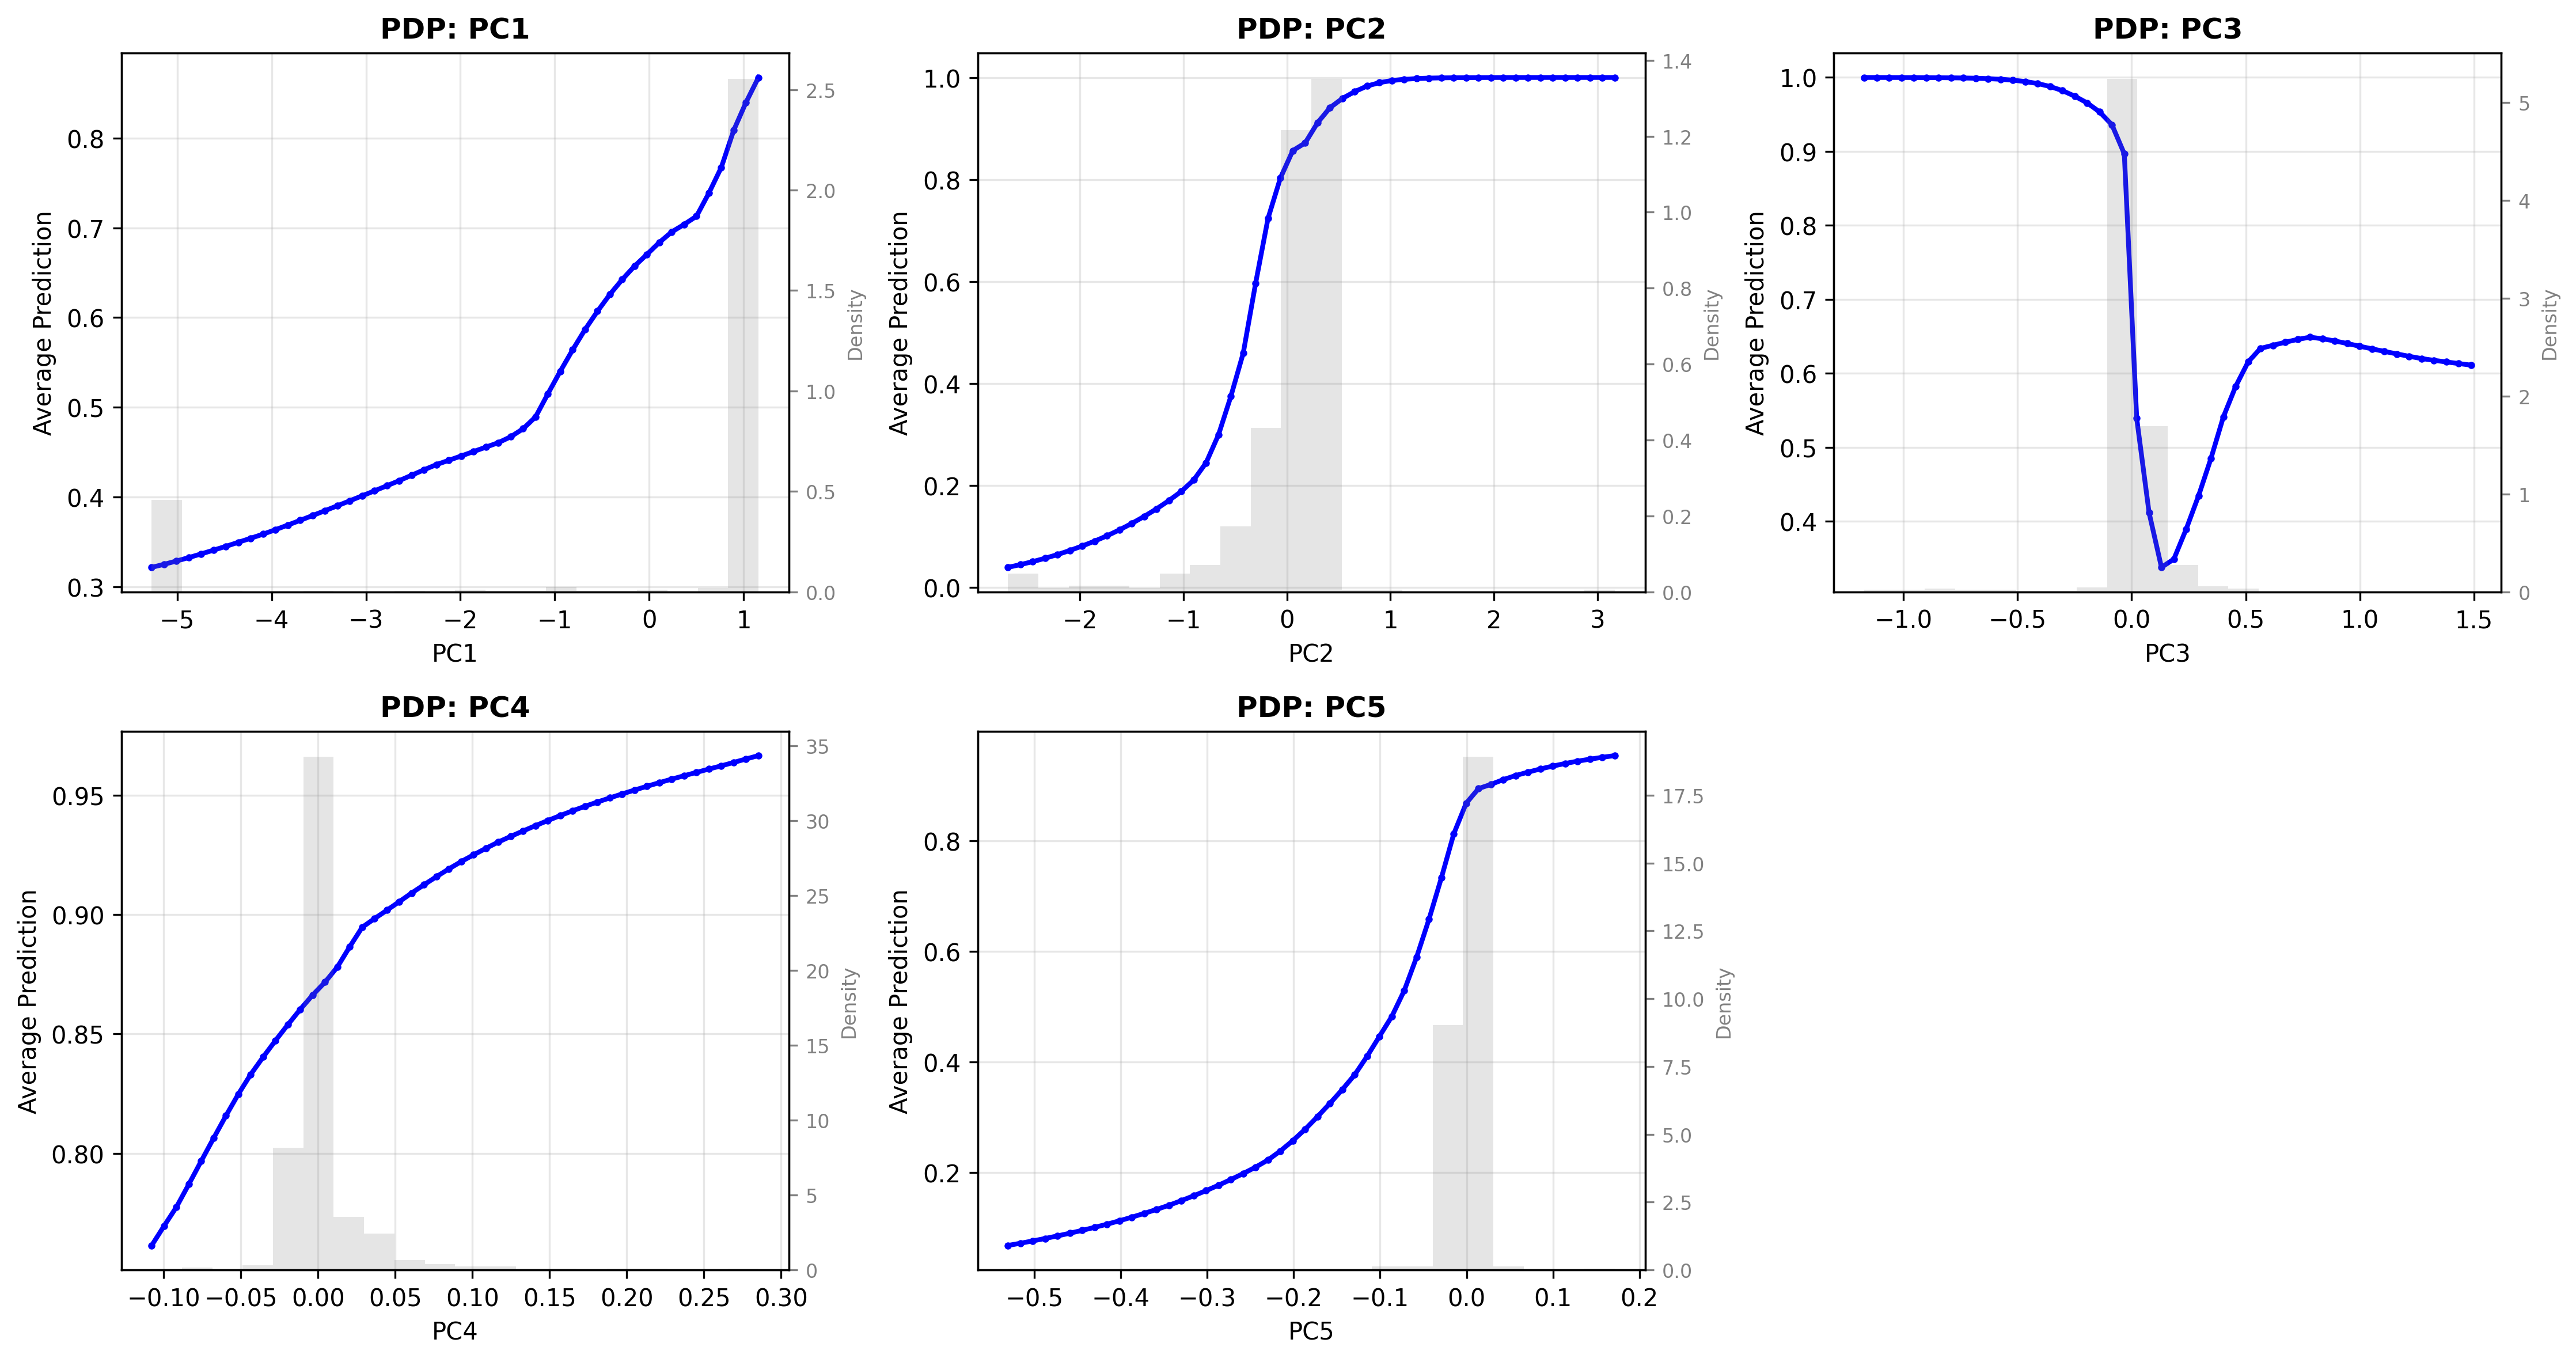 PDP: PC1
0.8
0.7
0.6
0.5
0.4
0.3
Average Prediction
−5 −4 −3 −2 −1 0 1
PC1
2.5
2.0
1.5
1.0
0.5
0.0
Density
PDP: PC2
1.0
0.8
0.6
0.4
0.2
0.0
Average Prediction
−2 −1 0 1 2 3
PC2
1.4
1.2
1.0
0.8
0.6
0.4
0.2
0.0
Density
PDP: PC3
1.0
0.9
0.8
0.7
0.6
0.5
0.4
Average Prediction
−1.0 −0.5 0.0 0.5 1.0 1.5
PC3
5
4
3
2
1
0
Density
PDP: PC4
0.95
0.90
0.85
0.80
Average Prediction
−0.10 −0.05 0.00 0.05 0.10 0.15 0.20 0.25 0.30
PC4
35
30
25
20
15
10
5
0
Density
PDP: PC5
0.8
0.6
0.4
0.2
Average Prediction
−0.5 −0.4 −0.3 −0.2 −0.1 0.0 0.1 0.2
PC5
17.5
15.0
12.5
10.0
7.5
5.0
2.5
0.0
Density